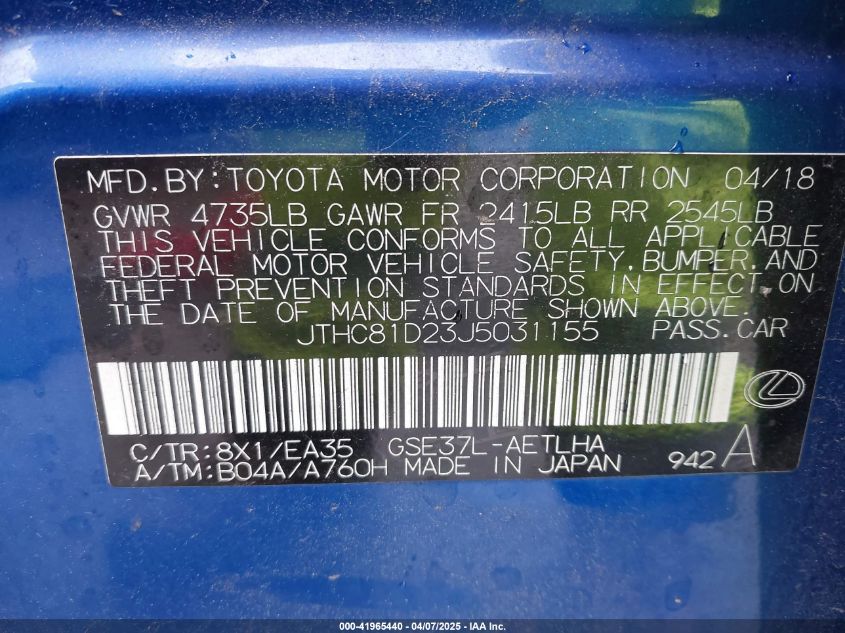 MFD.BY:TOYOTA MOTOR CORPORATION 04/18
GVWR 4735LB GAWR FR 2415LB RR 2545LB
THIS VEHICLE CONFORMS TO ALL APPLICABLE
FEDERAL MOTOR VEHICLE SAFETY,BUMPER,AND
THEFT PREVENTION STANDARDS IN EFFECT ON
THE DATE OF MANUFACTURE SHOWN ABOVE.
JTHC81D23J5031155 PASS.CAR
C/TR:8X1/EA35 GSE37L-AETLHA
A/TM:B04A/A760H MADE IN JAPAN 942 A
000-41965440 04/07/2025 - IAA Inc.